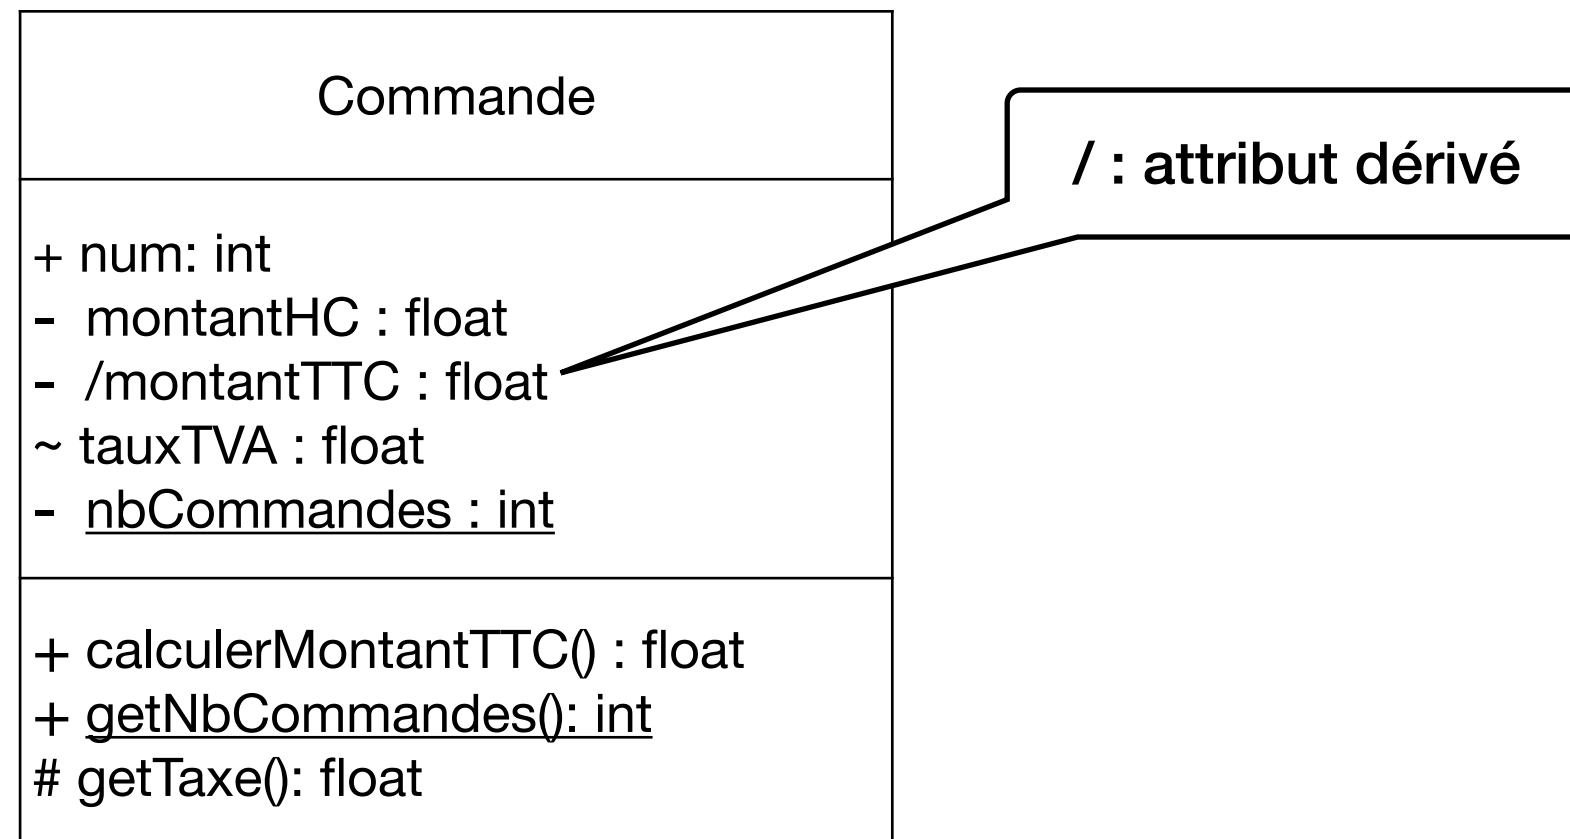 Commande
/ : attribut dérivé
+ num: int
- montantHC : float
- /montantTTC : float
~ tauxTVA : float
- nbCommandes : int
+ calculerMontantTTC() : float
+ getNbCommandes(): int
# getTaxe(): float